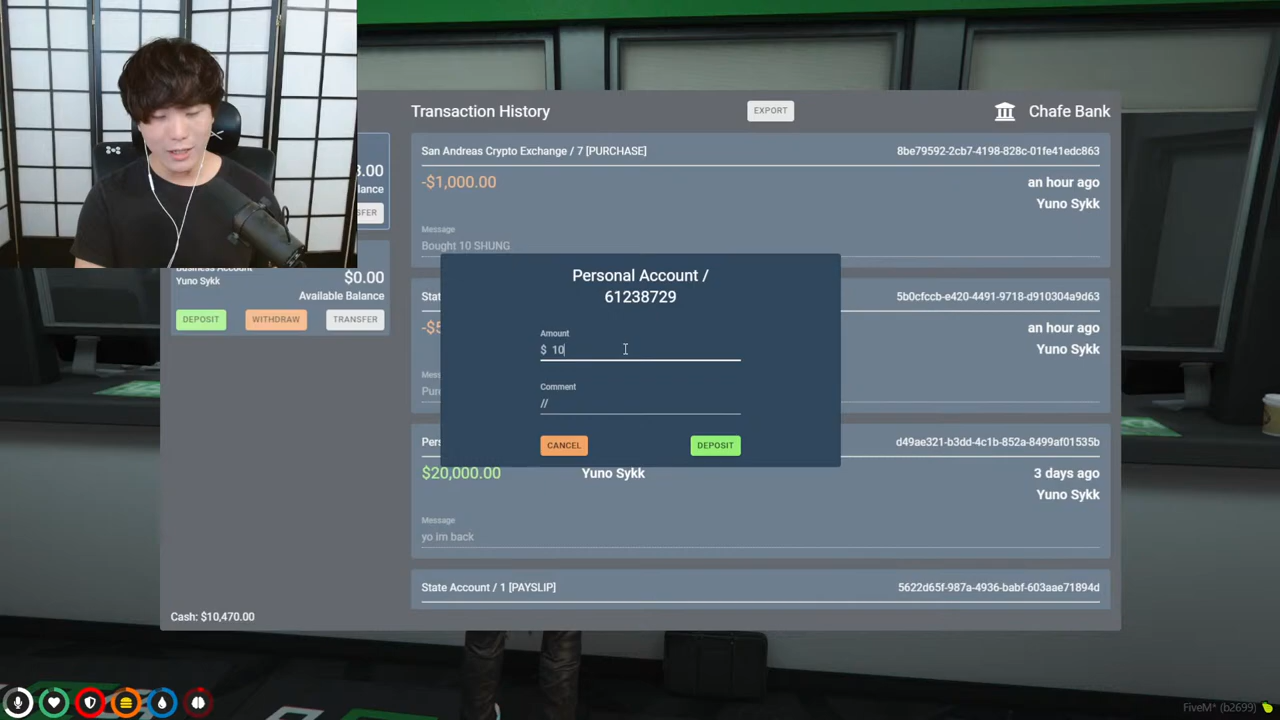 Transaction History
EXPORT
Chafe Bank
San Andreas Crypto Exchange / 7 [PURCHASE]
8be79592-2cb7-4198-828c-01fe41edc863
-$1,000.00
an hour ago
Yuno Sykk
Message
Bought 10 SHUNG
Yuno Sykk
$0.00
Available Balance
DEPOSIT
WITHDRAW
TRANSFER
Personal Account /
61238729
Amount
$ 10
Comment
//
CANCEL
DEPOSIT
5b0cfccb-e420-4491-9718-d910304a9d63
an hour ago
Yuno Sykk
d49ae321-b3dd-4c1b-852a-8499af01535b
$20,000.00
Yuno Sykk
3 days ago
Yuno Sykk
Message
yo im back
State Account / 1 [PAYSLIP]
5622d65f-987a-4936-babf-603aae71894d
Cash: $10,470.00
FiveM* (b2699)